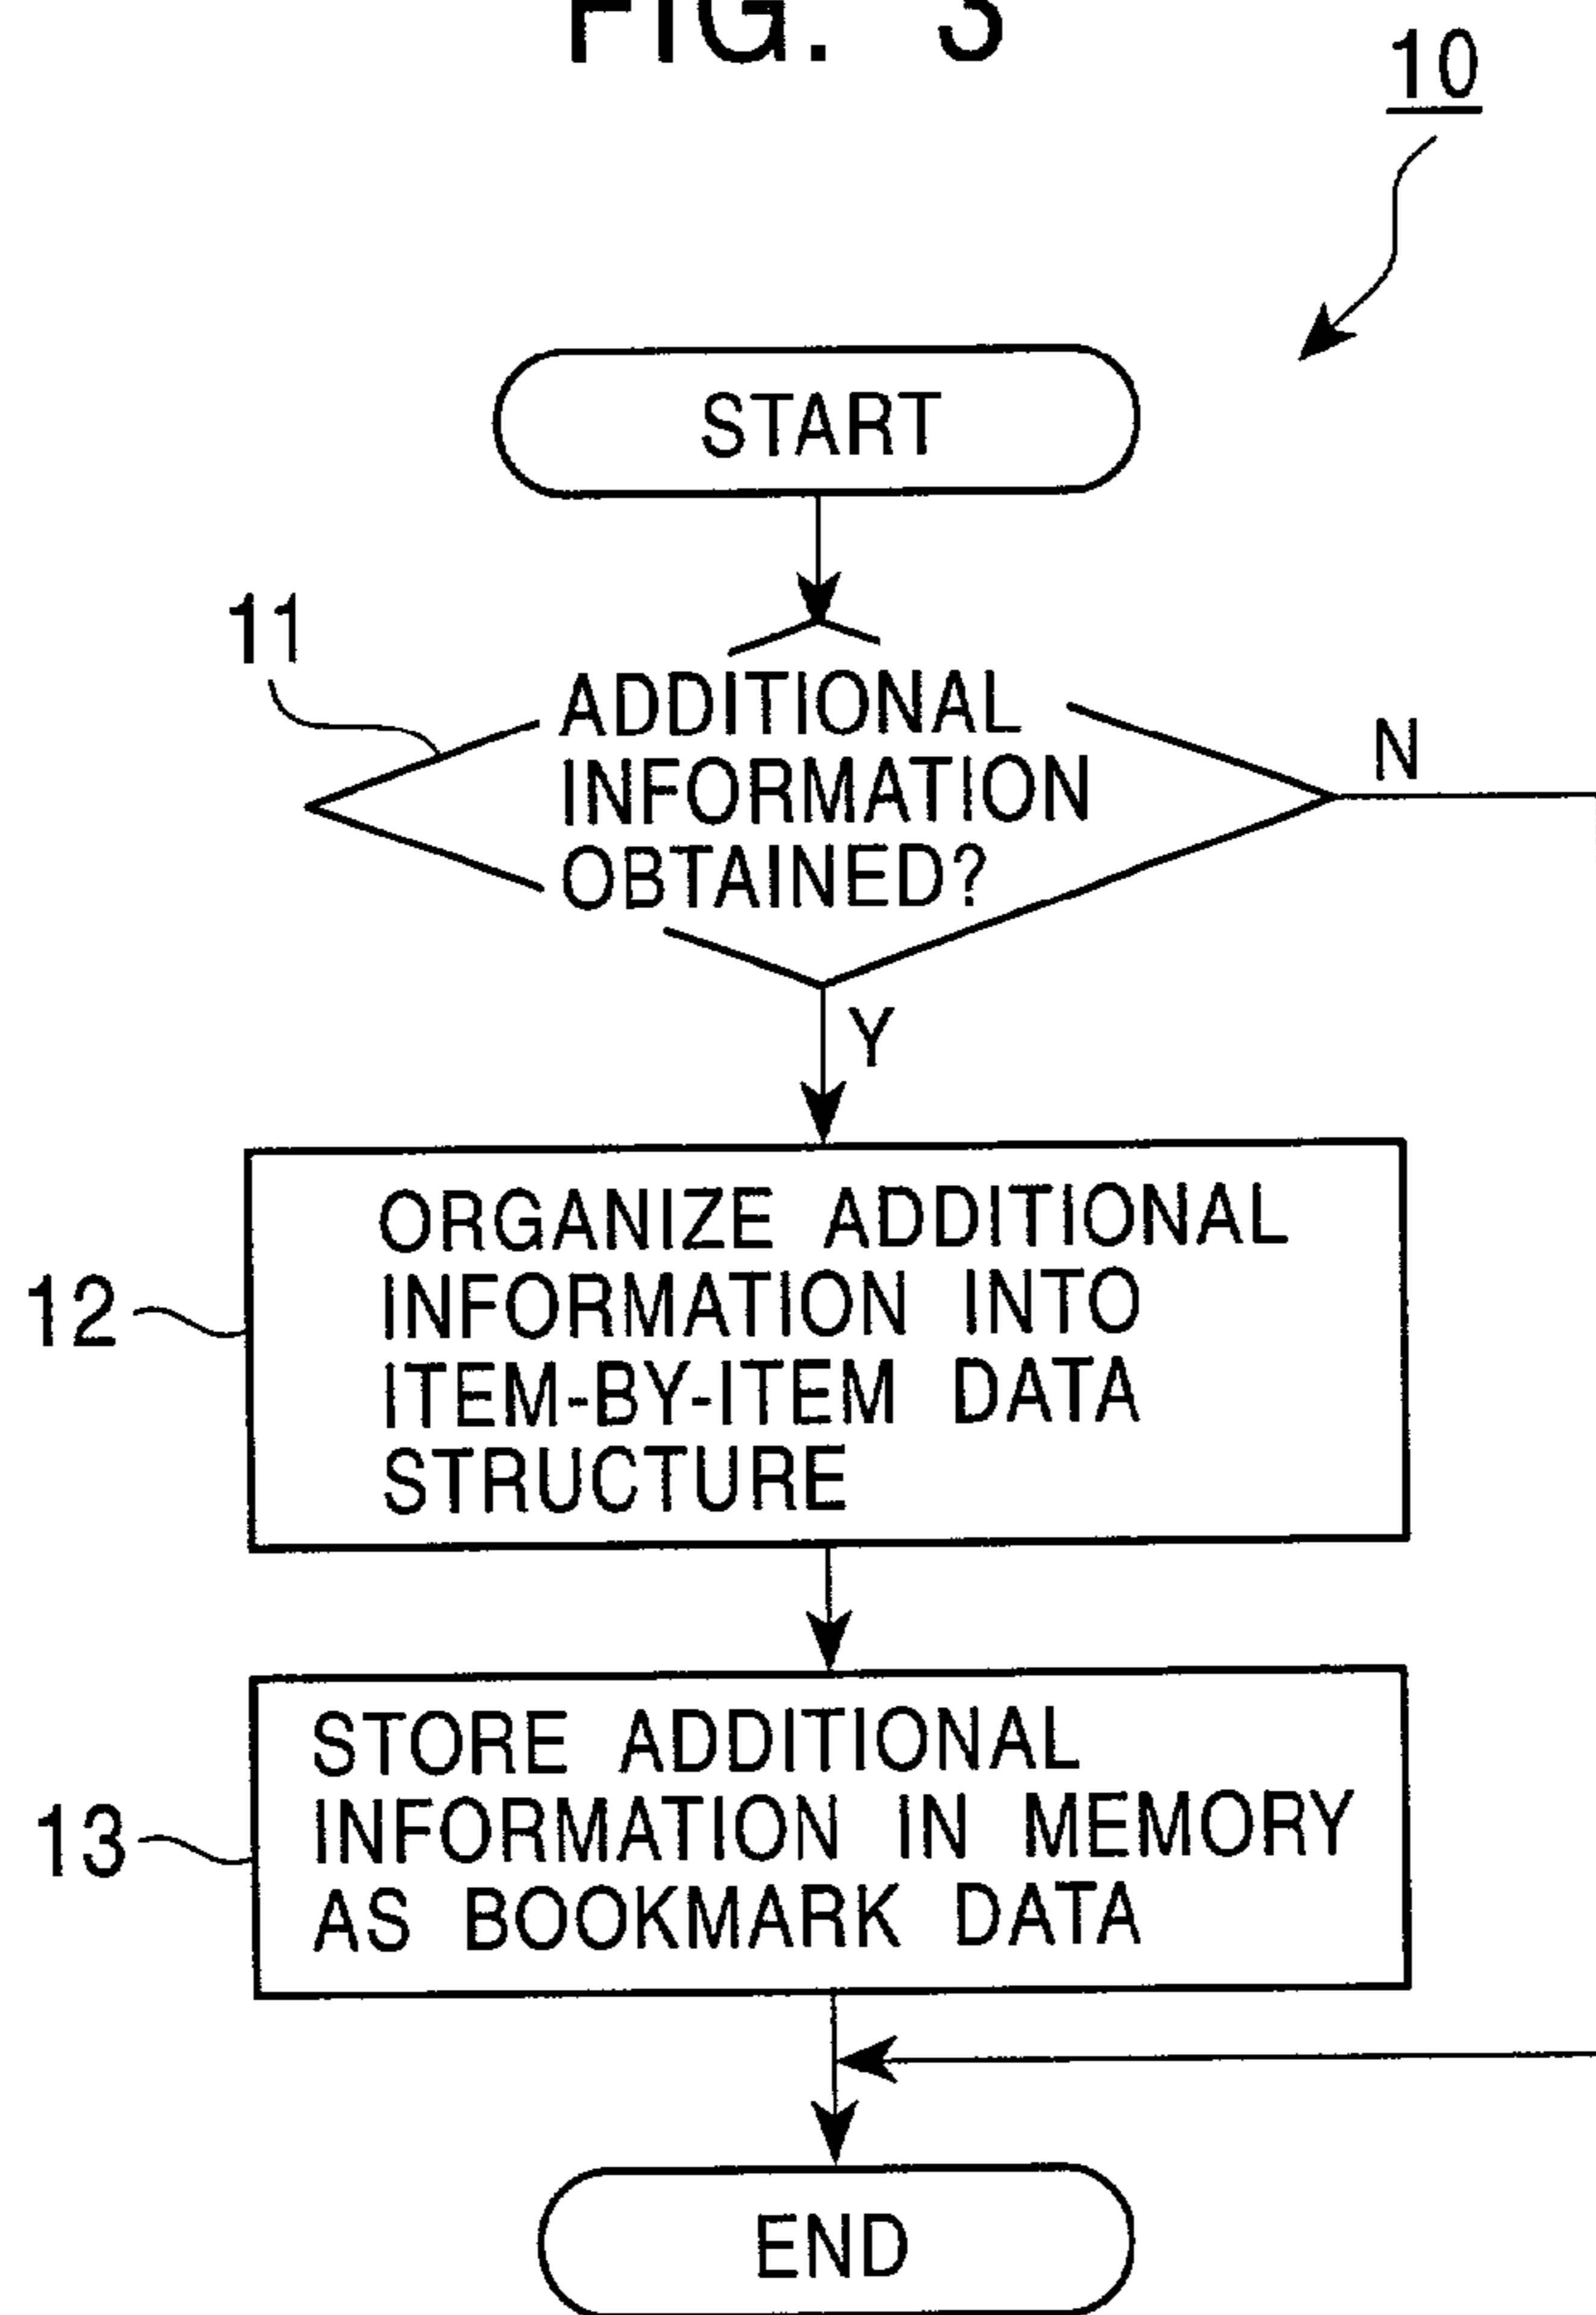 FIG. 3
10
START
11
ADDITIONAL
INFORMATION
OBTAINED?
N
Y
12
ORGANIZE ADDITIONAL
INFORMATION INTO
ITEM-BY-ITEM DATA
STRUCTURE
13
STORE ADDITIONAL
INFORMATION IN MEMORY
AS BOOKMARK DATA
END